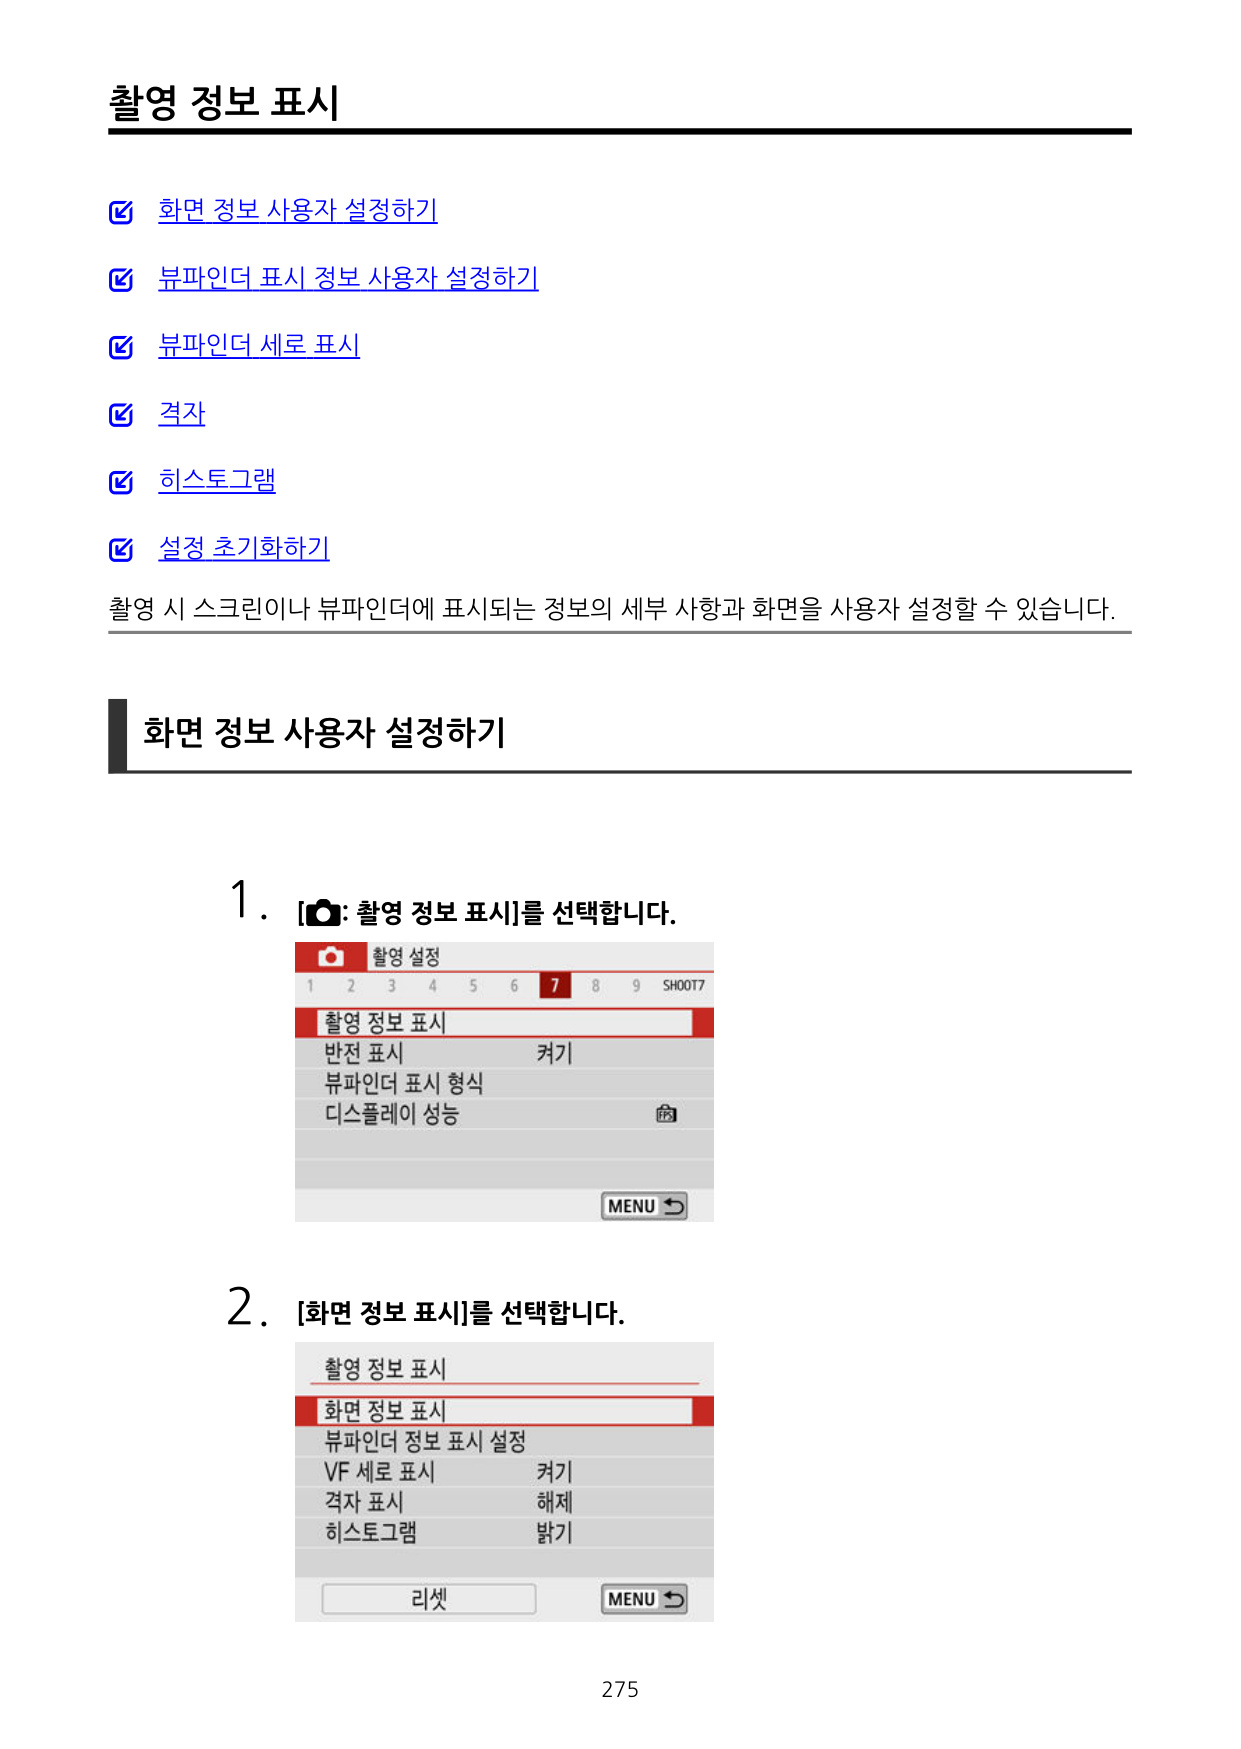 촬영 정보 표시
화면 정보 사용자 설정하기
뷰파인더 표시 정보 사용자 설정하기
뷰파인더 세로 표시
격자
히스토그램
설정 초기화하기
촬영 시 스크린이나 뷰파인더에 표시되는 정보의 세부 사항과 화면을 사용자 설정할 수 있습니다.
화면 정보 사용자 설정하기
1. [: 촬영 정보 표시]를 선택합니다.
촬영 설정
1 2 3 4 5 6 7 8 9 SHOOT7
촬영 정보 표시
반전 표시 켜기
뷰파인더 표시 형식
디스플레이 성능 FPS
MENU
2. [화면 정보 표시]를 선택합니다.
촬영 정보 표시
화면 정보 표시
뷰파인더 정보 표시 설정
VF 세로 표시 켜기
격자 표시 해제
히스토그램 밝기
리셋 MENU
275